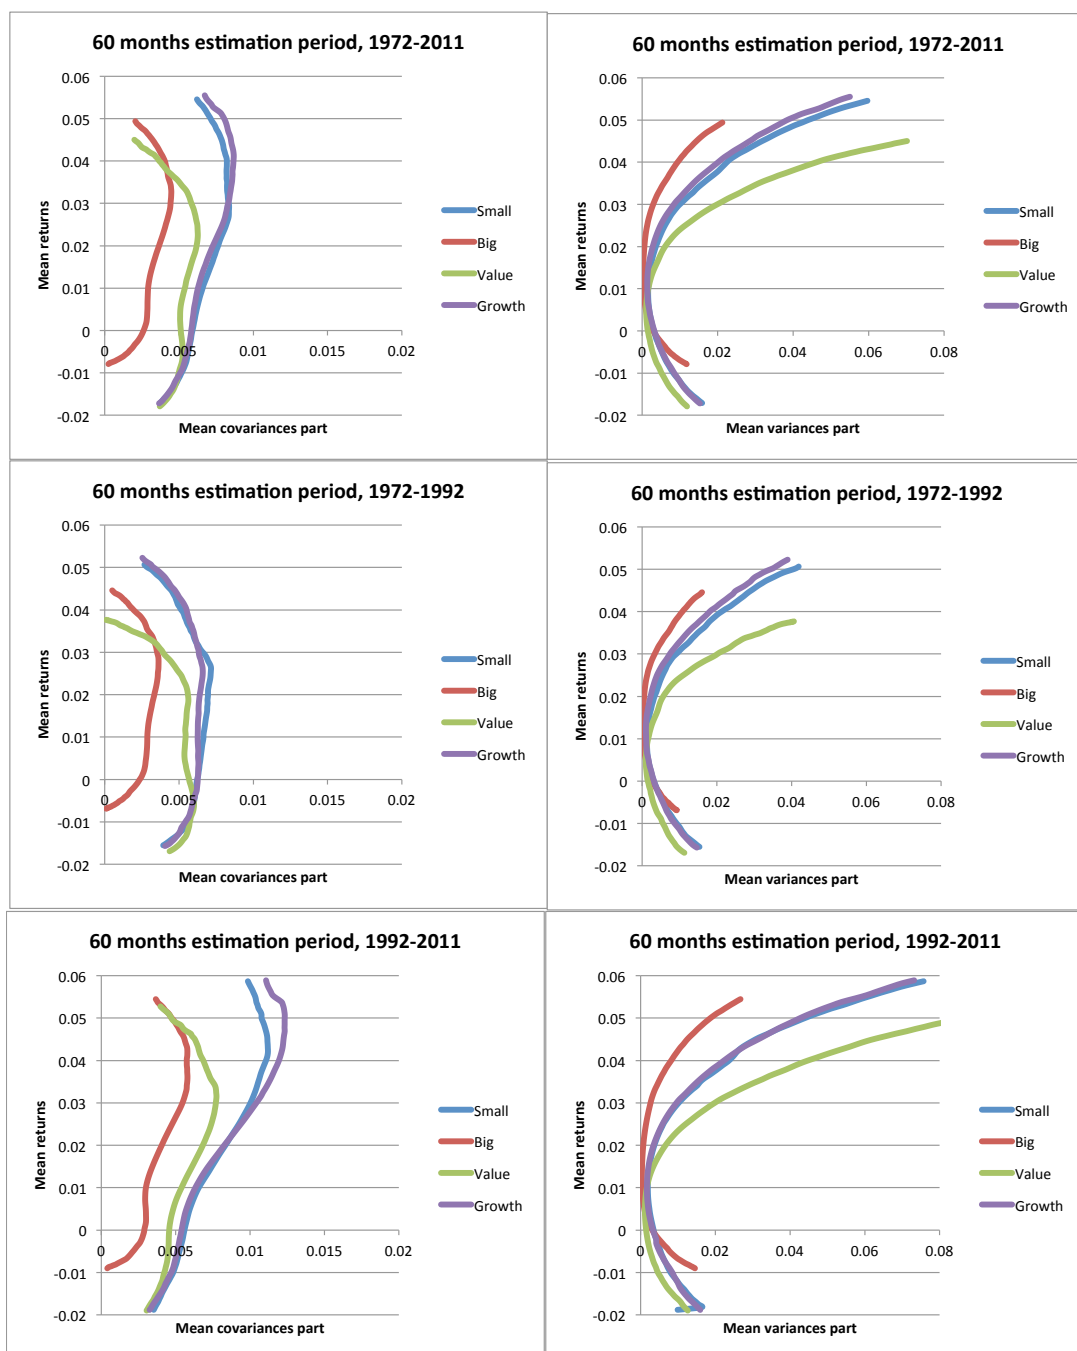 60 months estimation period, 1972-2011
0.06
0.05
0.04
0.03
0.02
0.01
0
-0.01
-0.02
0
0.005
0.01
0.015
0.02
Mean returns
Mean covariances part
Small
Big
Value
Growth
60 months estimation period, 1972-2011
0.06
0.05
0.04
0.03
0.02
0.01
0
-0.01
-0.02
0
0.02
0.04
0.06
0.08
Mean returns
Mean variances part
Small
Big
Value
Growth
60 months estimation period, 1972-1992
0.06
0.05
0.04
0.03
0.02
0.01
0
-0.01
-0.02
0
0.005
0.01
0.015
0.02
Mean returns
Mean covariances part
Small
Big
Value
Growth
60 months estimation period, 1972-1992
0.06
0.05
0.04
0.03
0.02
0.01
0
-0.01
-0.02
0
0.02
0.04
0.06
0.08
Mean returns
Mean variances part
Small
Big
Value
Growth
60 months estimation period, 1992-2011
0.06
0.05
0.04
0.03
0.02
0.01
0
-0.01
-0.02
0
0.005
0.01
0.015
0.02
Mean returns
Mean covariances part
Small
Big
Value
Growth
60 months estimation period, 1992-2011
0.06
0.05
0.04
0.03
0.02
0.01
0
-0.01
-0.02
0
0.02
0.04
0.06
0.08
Mean returns
Mean variances part
Small
Big
Value
Growth